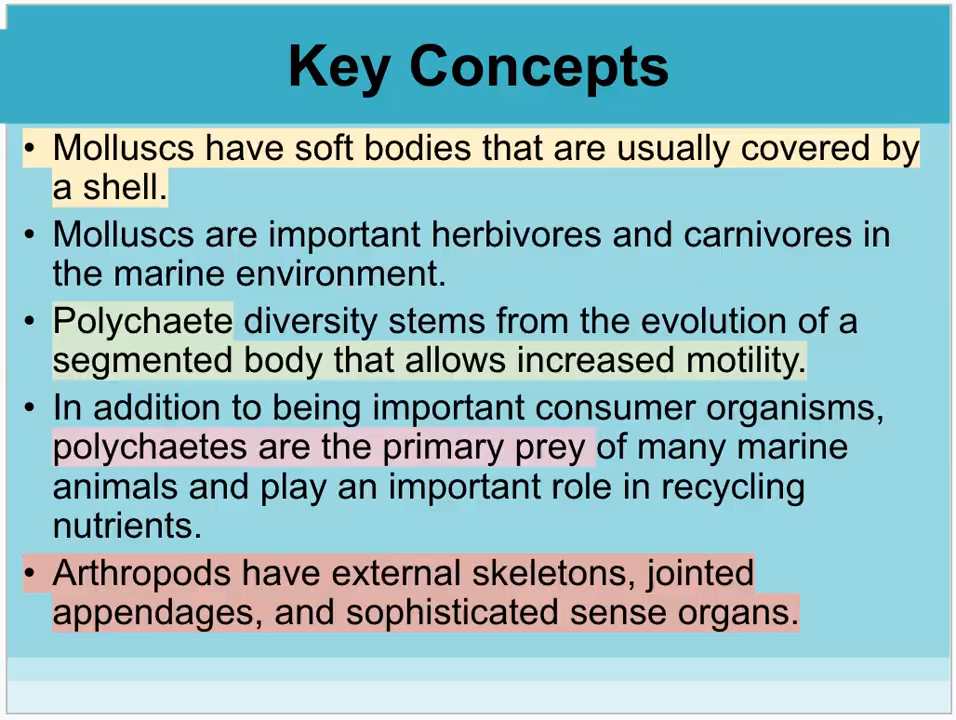 Key Concepts
• Molluscs have soft bodies that are usually covered by
a shell.
• Molluscs are important herbivores and carnivores in
the marine environment.
• Polychaete diversity stems from the evolution of a
segmented body that allows increased motility.
• In addition to being important consumer organisms,
polychaetes are the primary prey of many marine
animals and play an important role in recycling
nutrients.
• Arthropods have external skeletons, jointed
appendages, and sophisticated sense organs.